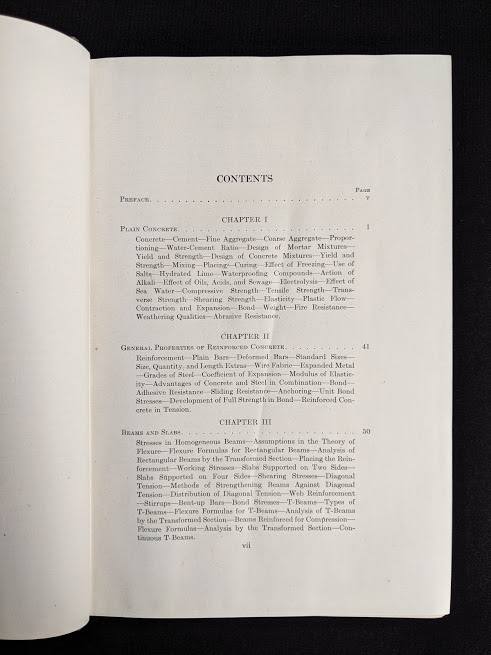 CONTENTS
PAGE
PREFACE. . . . . . . . . . . . . . . . . . . . . . . . . . . . v
CHAPTER I
PLAIN CONCRETE. . . . . . . . . . . . . . . . . . . . . . . . . 1
Concrete—Cement—Fine Aggregate—Coarse Aggregate—Propor-
tioning—Water-Cement Ratio—Design of Mortar Mixtures—
Yield and Strength—Design of Concrete Mixtures—Yield and
Strength—Mixing—Placing—Curing—Effect of Freezing—Use of
Salts—Hydrated Lime—Waterproofing Compounds—Action of
Alkali—Effect of Oils, Acids, and Sewage—Electrolysis—Effect of
Sea Water—Compressive Strength—Tensile Strength—Trans-
verse Strength—Shearing Strength—Elasticity—Plastic Flow—
Contraction and Expansion—Bond—Weight—Fire Resistance—
Weathering Qualities—Abrasive Resistance.
CHAPTER II
GENERAL PROPERTIES OF REINFORCED CONCRETE. . . . . . . . . . 41
Reinforcement—Plain Bars—Deformed Bars—Standard Sizes—
Size, Quantity, and Length Extras—Wire Fabric—Expanded Metal
—Grades of Steel—Coefficient of Expansion—Modulus of Elastic-
ity—Advantages of Concrete and Steel in Combination—Bond—
Adhesive Resistance—Sliding Resistance—Anchoring—Unit Bond
Stresses—Development of Full Strength in Bond—Reinforced Con-
crete in Tension.
CHAPTER III
BEAMS AND SLABS. . . . . . . . . . . . . . . . . . . . . . . . 50
Stresses in Homogeneous Beams—Assumptions in the Theory of
Flexure—Flexure Formulas for Rectangular Beams—Analysis of
Rectangular Beams by the Transformed Section—Placing the Rein-
forcement—Working Stresses—Slabs Supported on Two Sides—
Slabs Supported on Four Sides—Shearing Stresses—Diagonal
Tension—Methods of Strengthening Beams Against Diagonal
Tension—Distribution of Diagonal Tension—Web Reinforcement
—Stirrups—Bent-up Bars—Bond Stresses—T-Beams—Types of
T-Beams—Flexure Formulas for T-Beams—Analysis of T-Beams
by the Transformed Section—Beams Reinforced for Compression—
Flexure Formulas—Analysis by the Transformed Section—Con-
tinuous T-Beams.
vii